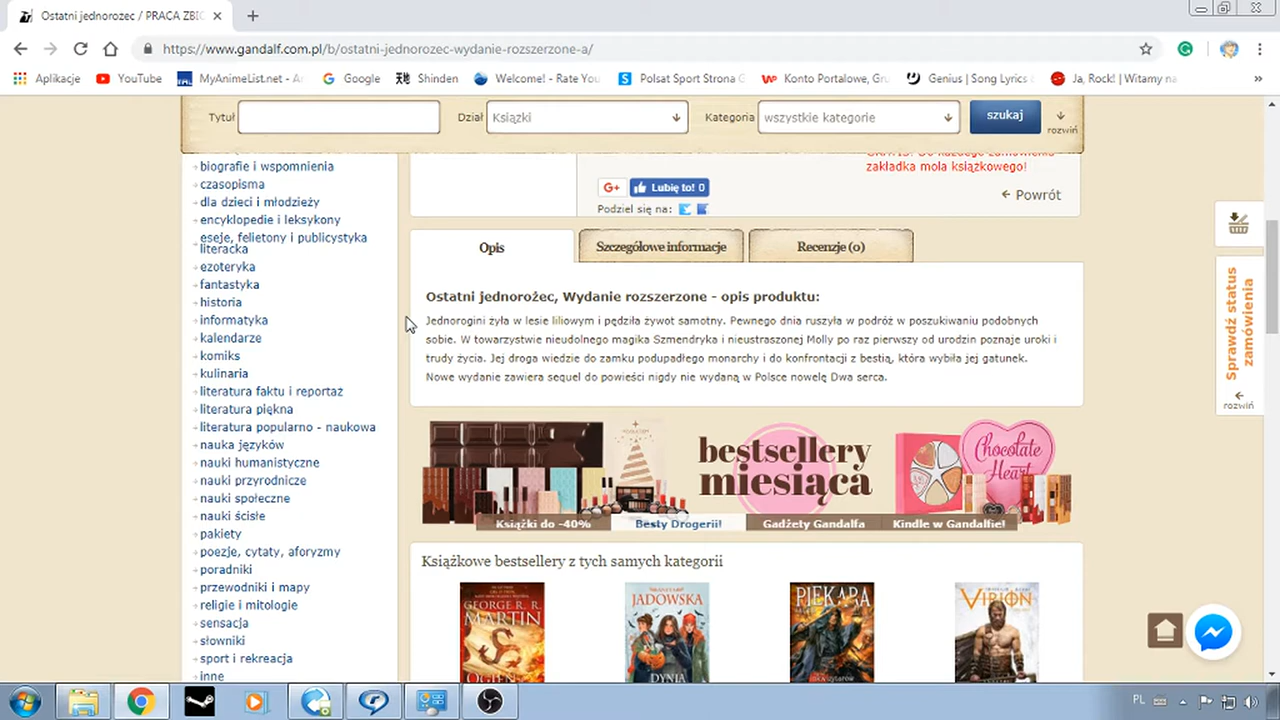 Ostatni jednorożec / PRACA ZBIO
https://www.gandalf.com.pl/b/ostatni-jednorozec-wydanie-rozszerzone-a/
Aplikacje YouTube MyAnimeList.net - An Google Shinden Welcome! - Rate You Polsat Sport Strona G Konto Portalowe, Gru Genius | Song Lyrics & Ja, Rock! | Witamy na »
Tytuł Dział Książki Kategoria wszystkie kategorie szukaj rozwiń
zakładka mola książkowego!
G+ Lubię to! 0
Powrót
Podziel się na:
biografie i wspomnienia
czasopisma
dla dzieci i młodzieży
encyklopedie i leksykony
eseje, felietony i publicystyka
literacka
ezoteryka
fantastyka
historia
informatyka
kalendarze
komiks
kulinaria
literatura faktu i reportaż
literatura piękna
literatura popularno - naukowa
nauka języków
nauki humanistyczne
nauki przyrodnicze
nauki społeczne
nauki ścisłe
pakiety
poezje, cytaty, aforyzmy
poradniki
przewodniki i mapy
religie i mitologie
sensacja
słowniki
sport i rekreacja
inne
Opis Szczegółowe informacje Recenzje (0)
Ostatni jednorożec, Wydanie rozszerzone - opis produktu:
Jednorogini żyła w lesie liliowym i pędziła żywot samotny. Pewnego dnia ruszyła w podróż w poszukiwaniu podobnych
sobie. W towarzystwie nieudolnego magika Szmendryka i nieustraszonej Molly po raz pierwszy od urodzin poznaje uroki i
trudy życia. Jej droga wiedzie do zamku podupadłego monarchy i do konfrontacji z bestią, która wybiła jej gatunek.
Nowe wydanie zawiera sequel do powieści nigdy nie wydaną w Polsce nowelę Dwa serca.
bestsellery
miesiąca
Chocolate
Heart
Książki do -40% Besty Drogerii! Gadżety Gandalfa Kindle w Gandalfie!
Książkowe bestsellery z tych samych kategorii
GEORGE R. R.
MARTIN
OGIEŃ
JADOWSKA
DYNIA
PIEKARA
VIRION
Sprawdź status
zamówienia
rozwiń
PL